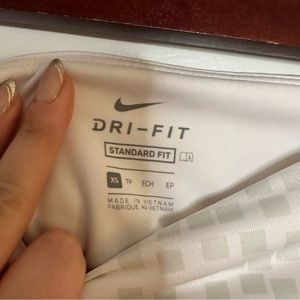 DRI-FIT
STANDARD FIT
XS TP ECH EP
MADE IN VIETNAM
FABRIQUÉ AU VIETNAM